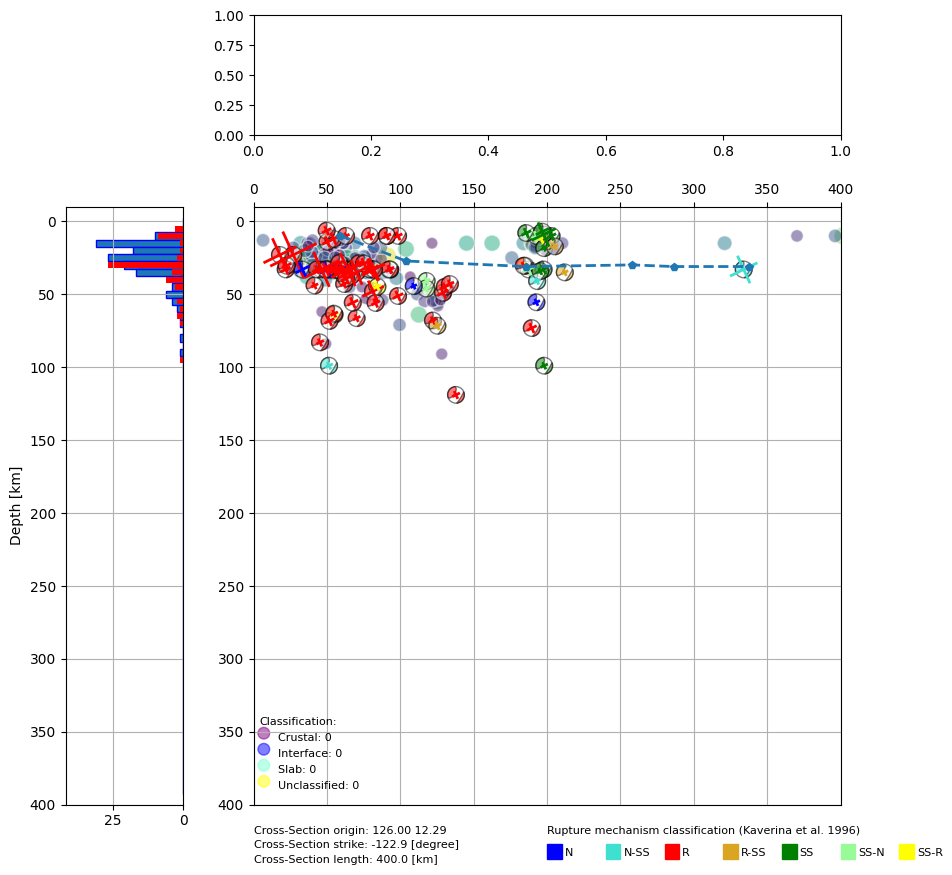 1.00
0.75
0.50
0.25
0.00
0.0 0.2 0.4 0.6 0.8 1.0
0 50 100 150 200 250 300 350 400
0 0
50 50
100 100
150 150
200 200
250 250
300 300
350 350
400 400
Depth [km]
25 0
Classification:
Crustal: 0
Interface: 0
Slab: 0
Unclassified: 0
Cross-Section origin: 126.00 12.29
Cross-Section strike: -122.9 [degree]
Cross-Section length: 400.0 [km]
Rupture mechanism classification (Kaverina et al. 1996)
N N-SS R R-SS SS SS-N SS-R